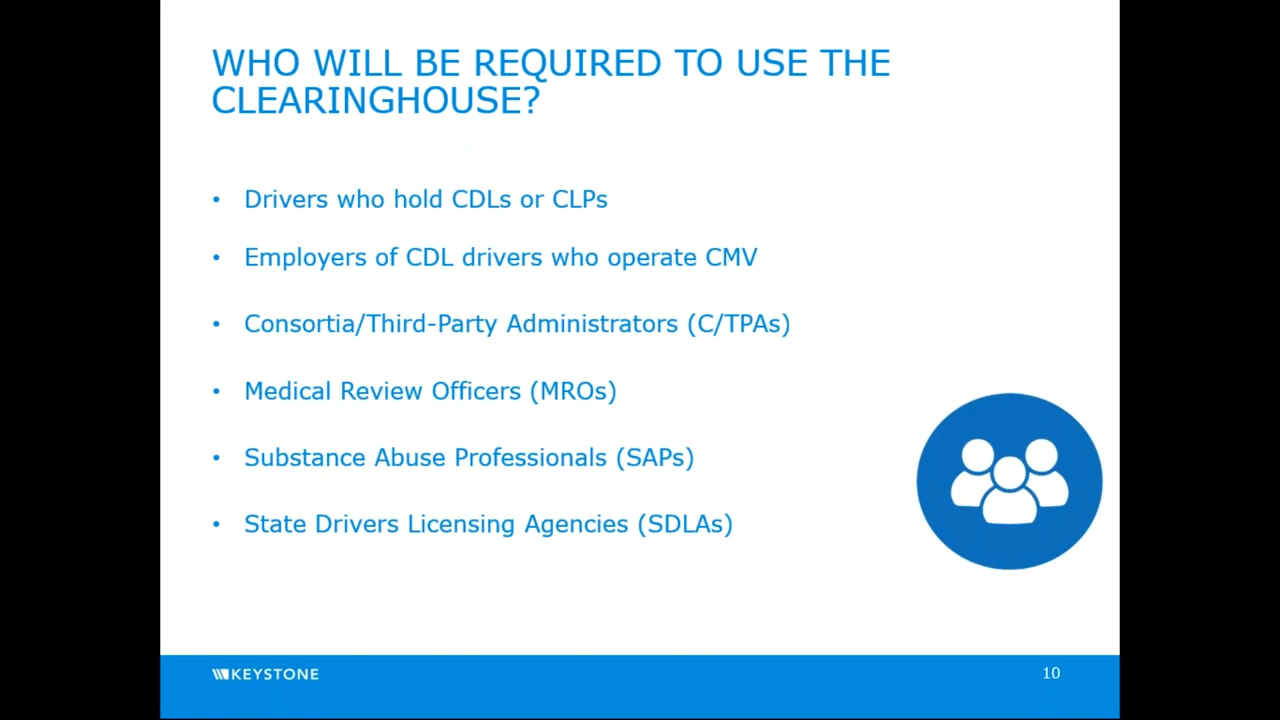 WHO WILL BE REQUIRED TO USE THE
CLEARINGHOUSE?
• Drivers who hold CDLs or CLPs
• Employers of CDL drivers who operate CMV
• Consortia/Third-Party Administrators (C/TPAs)
• Medical Review Officers (MROs)
• Substance Abuse Professionals (SAPs)
• State Drivers Licensing Agencies (SDLAs)
KEYSTONE
10